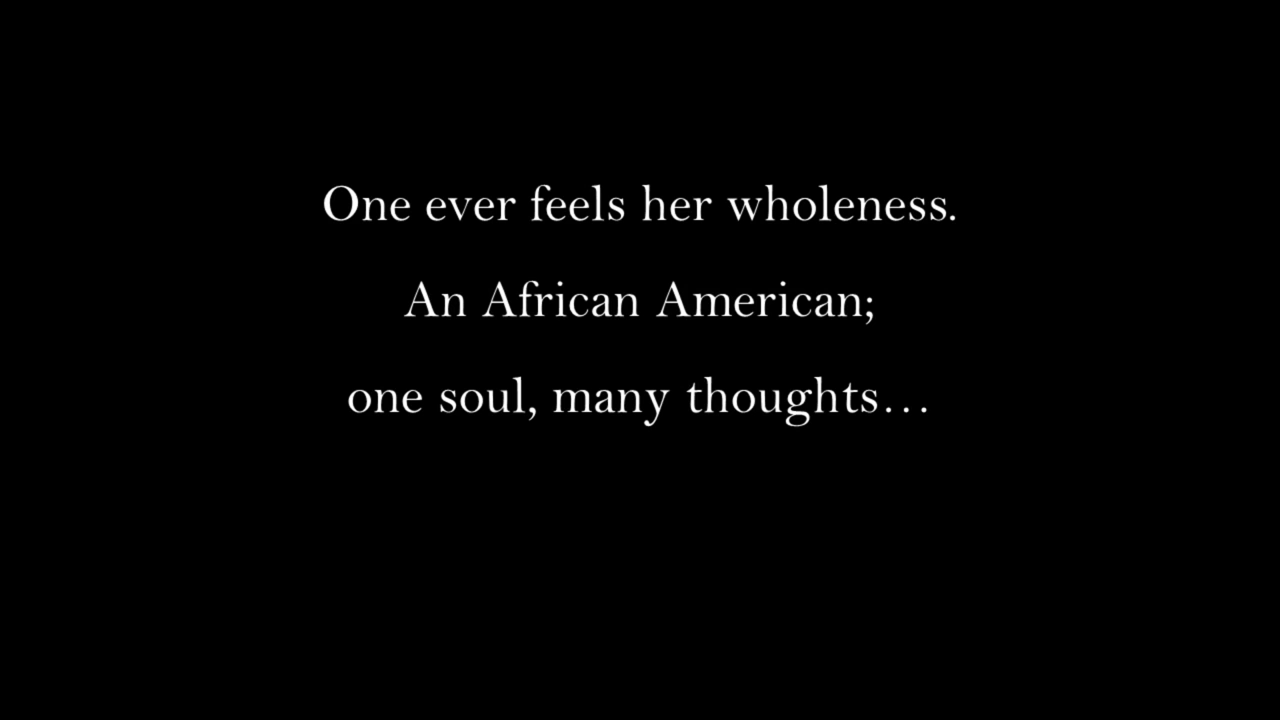 One ever feels her wholeness.
An African American;
one soul, many thoughts…